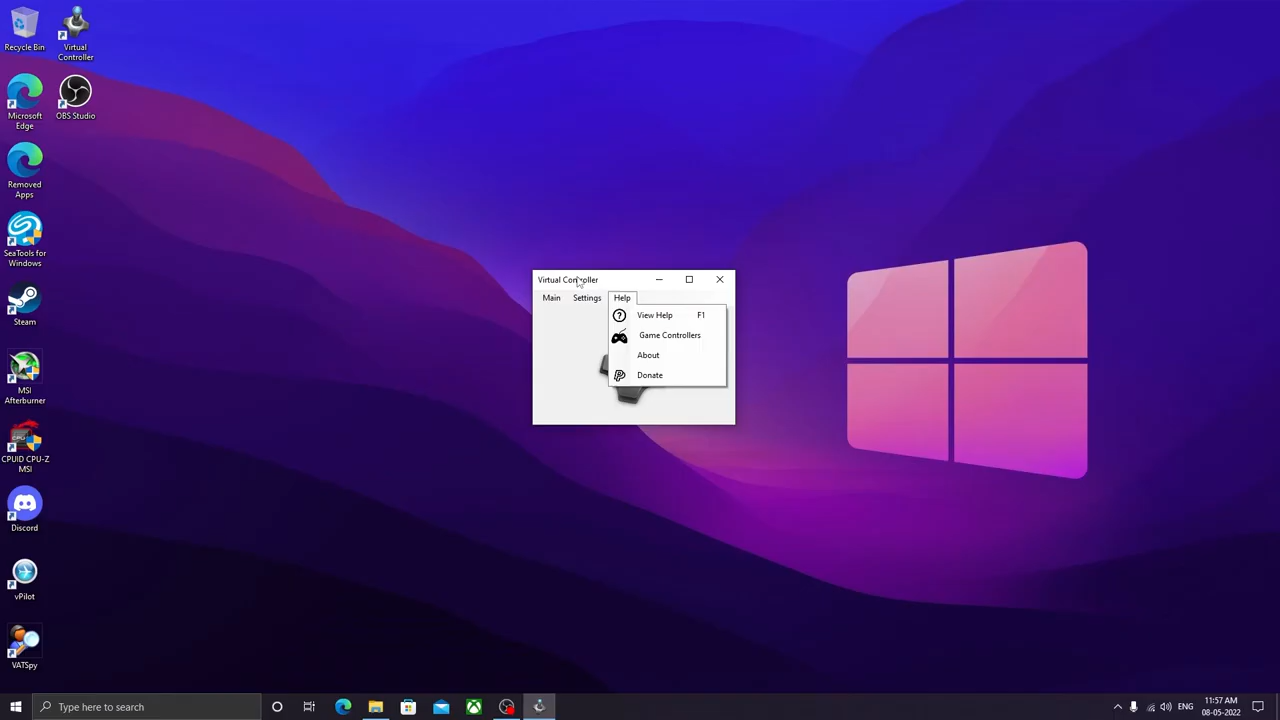 Recycle Bin
Virtual
Controller
Microsoft
Edge
OBS Studio
Removed
Apps
SeaTools for
Windows
Steam
MSI
Afterburner
CPU
CPUID CPU-Z
MSI
Discord
vPilot
VATSpy
Virtual Controller
Main Settings Help
View Help F1
Game Controllers
About
Donate
Type here to search
ENG
11:57 AM
08-05-2022